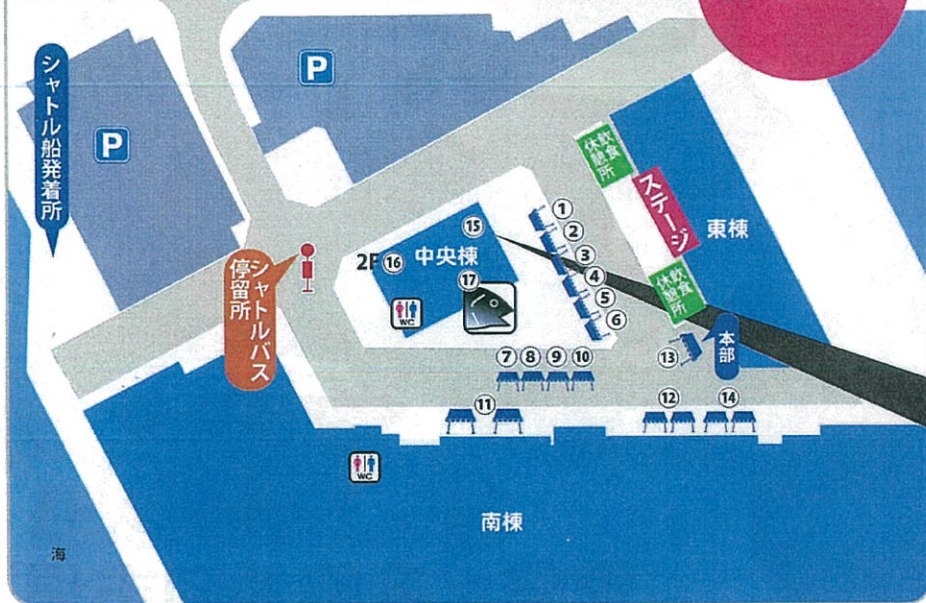 シャトル船発着所
P
P
シャトルバス
停留所
2F
⑯
中央棟
⑮
⑰
WC
①
②
③
④
⑤
⑥
飲食
休憩所
ステージ
東棟
飲食
休憩所
本部
⑬
⑦
⑧
⑨
⑩
⑪
⑫
⑭
WC
南棟
海